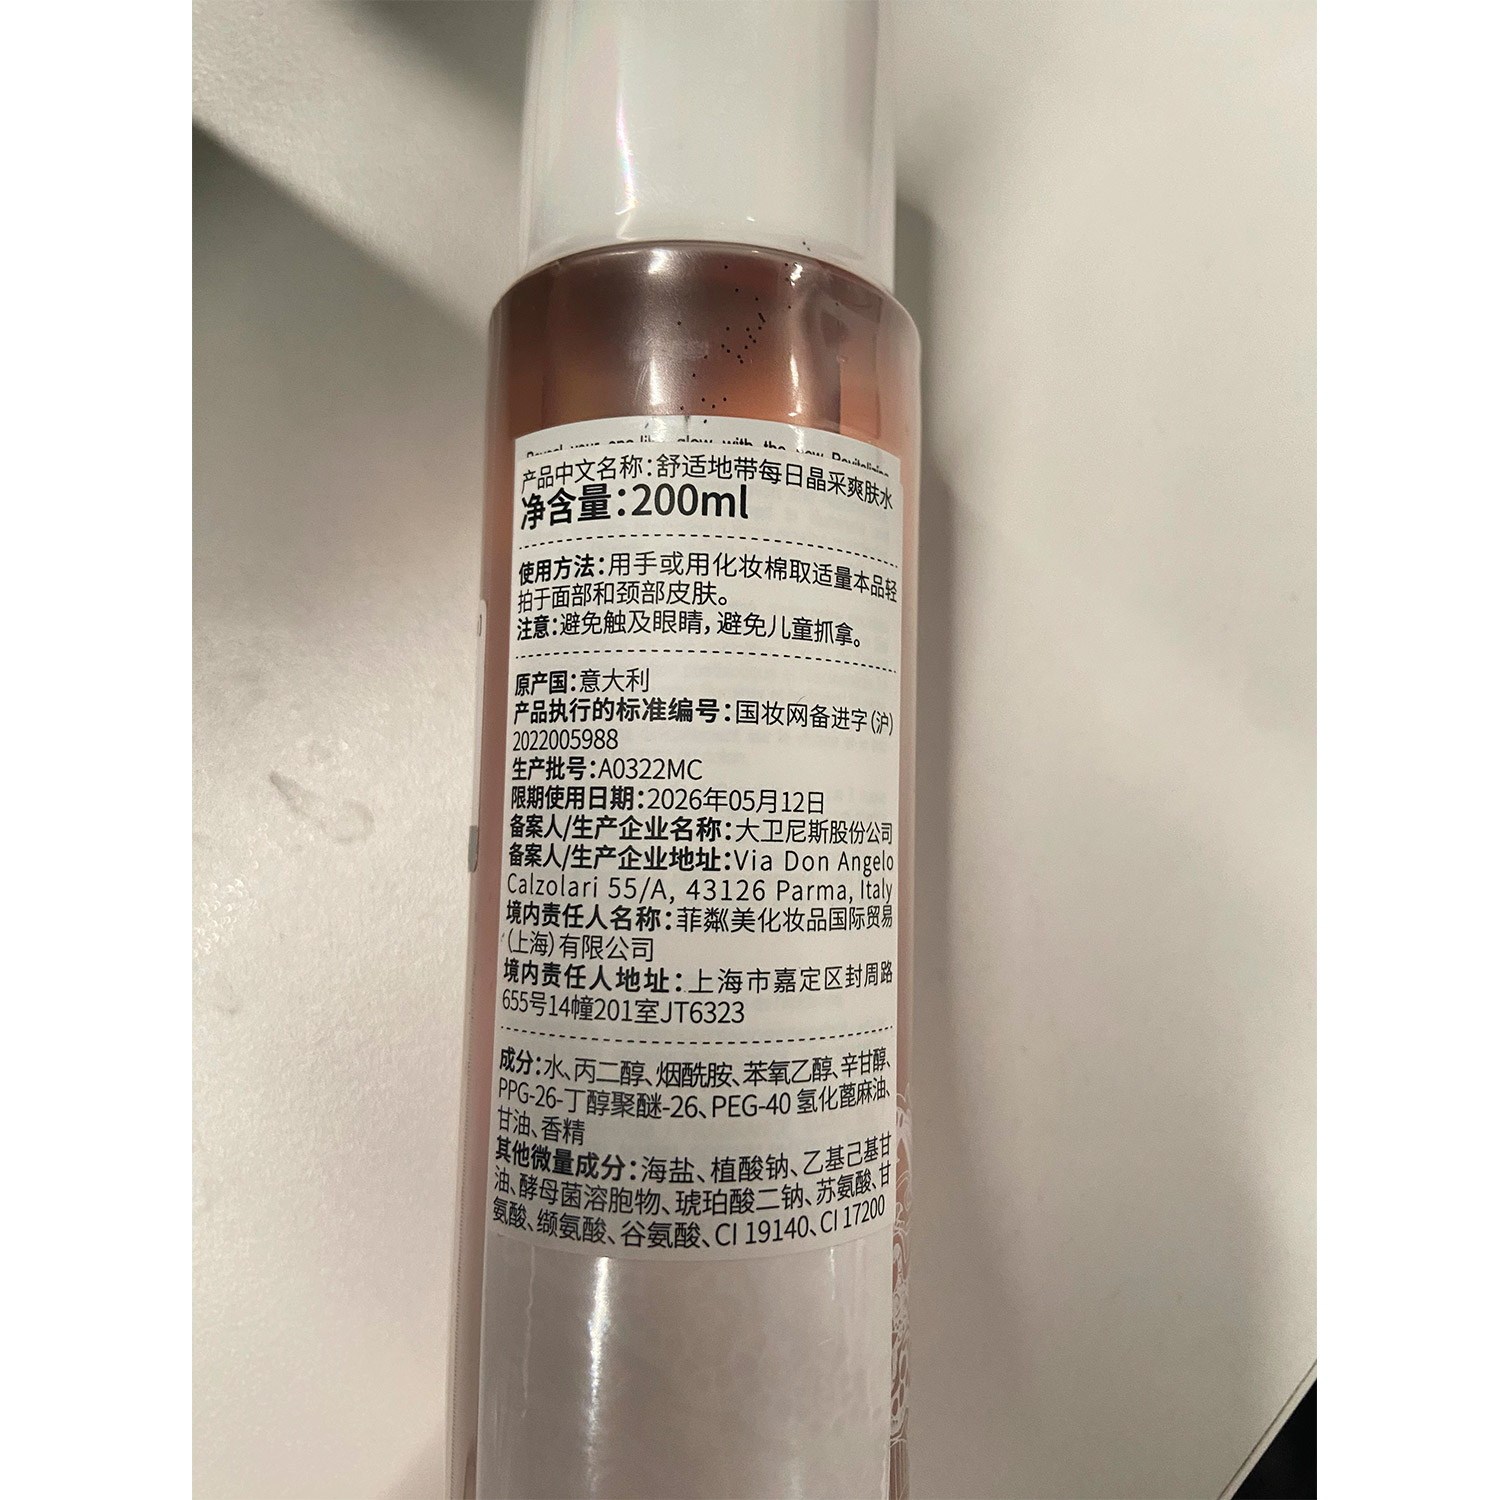 产品中文名称：舒适地带每日晶采爽肤水
净含量：200ml
使用方法：用手或用化妆棉取适量本品轻
拍于面部和颈部皮肤。
注意：避免触及眼睛，避免儿童抓拿。
原产国：意大利
产品执行的标准编号：国妆网备进字（沪）
2022005988
生产批号：A0322MC
限期使用日期：2026年05月12日
备案人/生产企业名称：大卫尼斯股份公司
备案人/生产企业地址：Via Don Angelo
Calzolari 55/A, 43126 Parma, Italy
境内责任人名称：菲粼美化妆品国际贸易
（上海）有限公司
境内责任人地址：上海市嘉定区封周路
655号14幢201室JT6323
成分：水、丙二醇、烟酰胺、苯氧乙醇、辛甘醇、
PPG-26-丁醇聚醚-26、PEG-40 氢化蓖麻油、
甘油、香精
其他微量成分：海盐、植酸钠、乙基己基甘
油、酵母菌溶胞物、琥珀酸二钠、苏氨酸、甘
氨酸、缬氨酸、谷氨酸、CI 19140、CI 17200